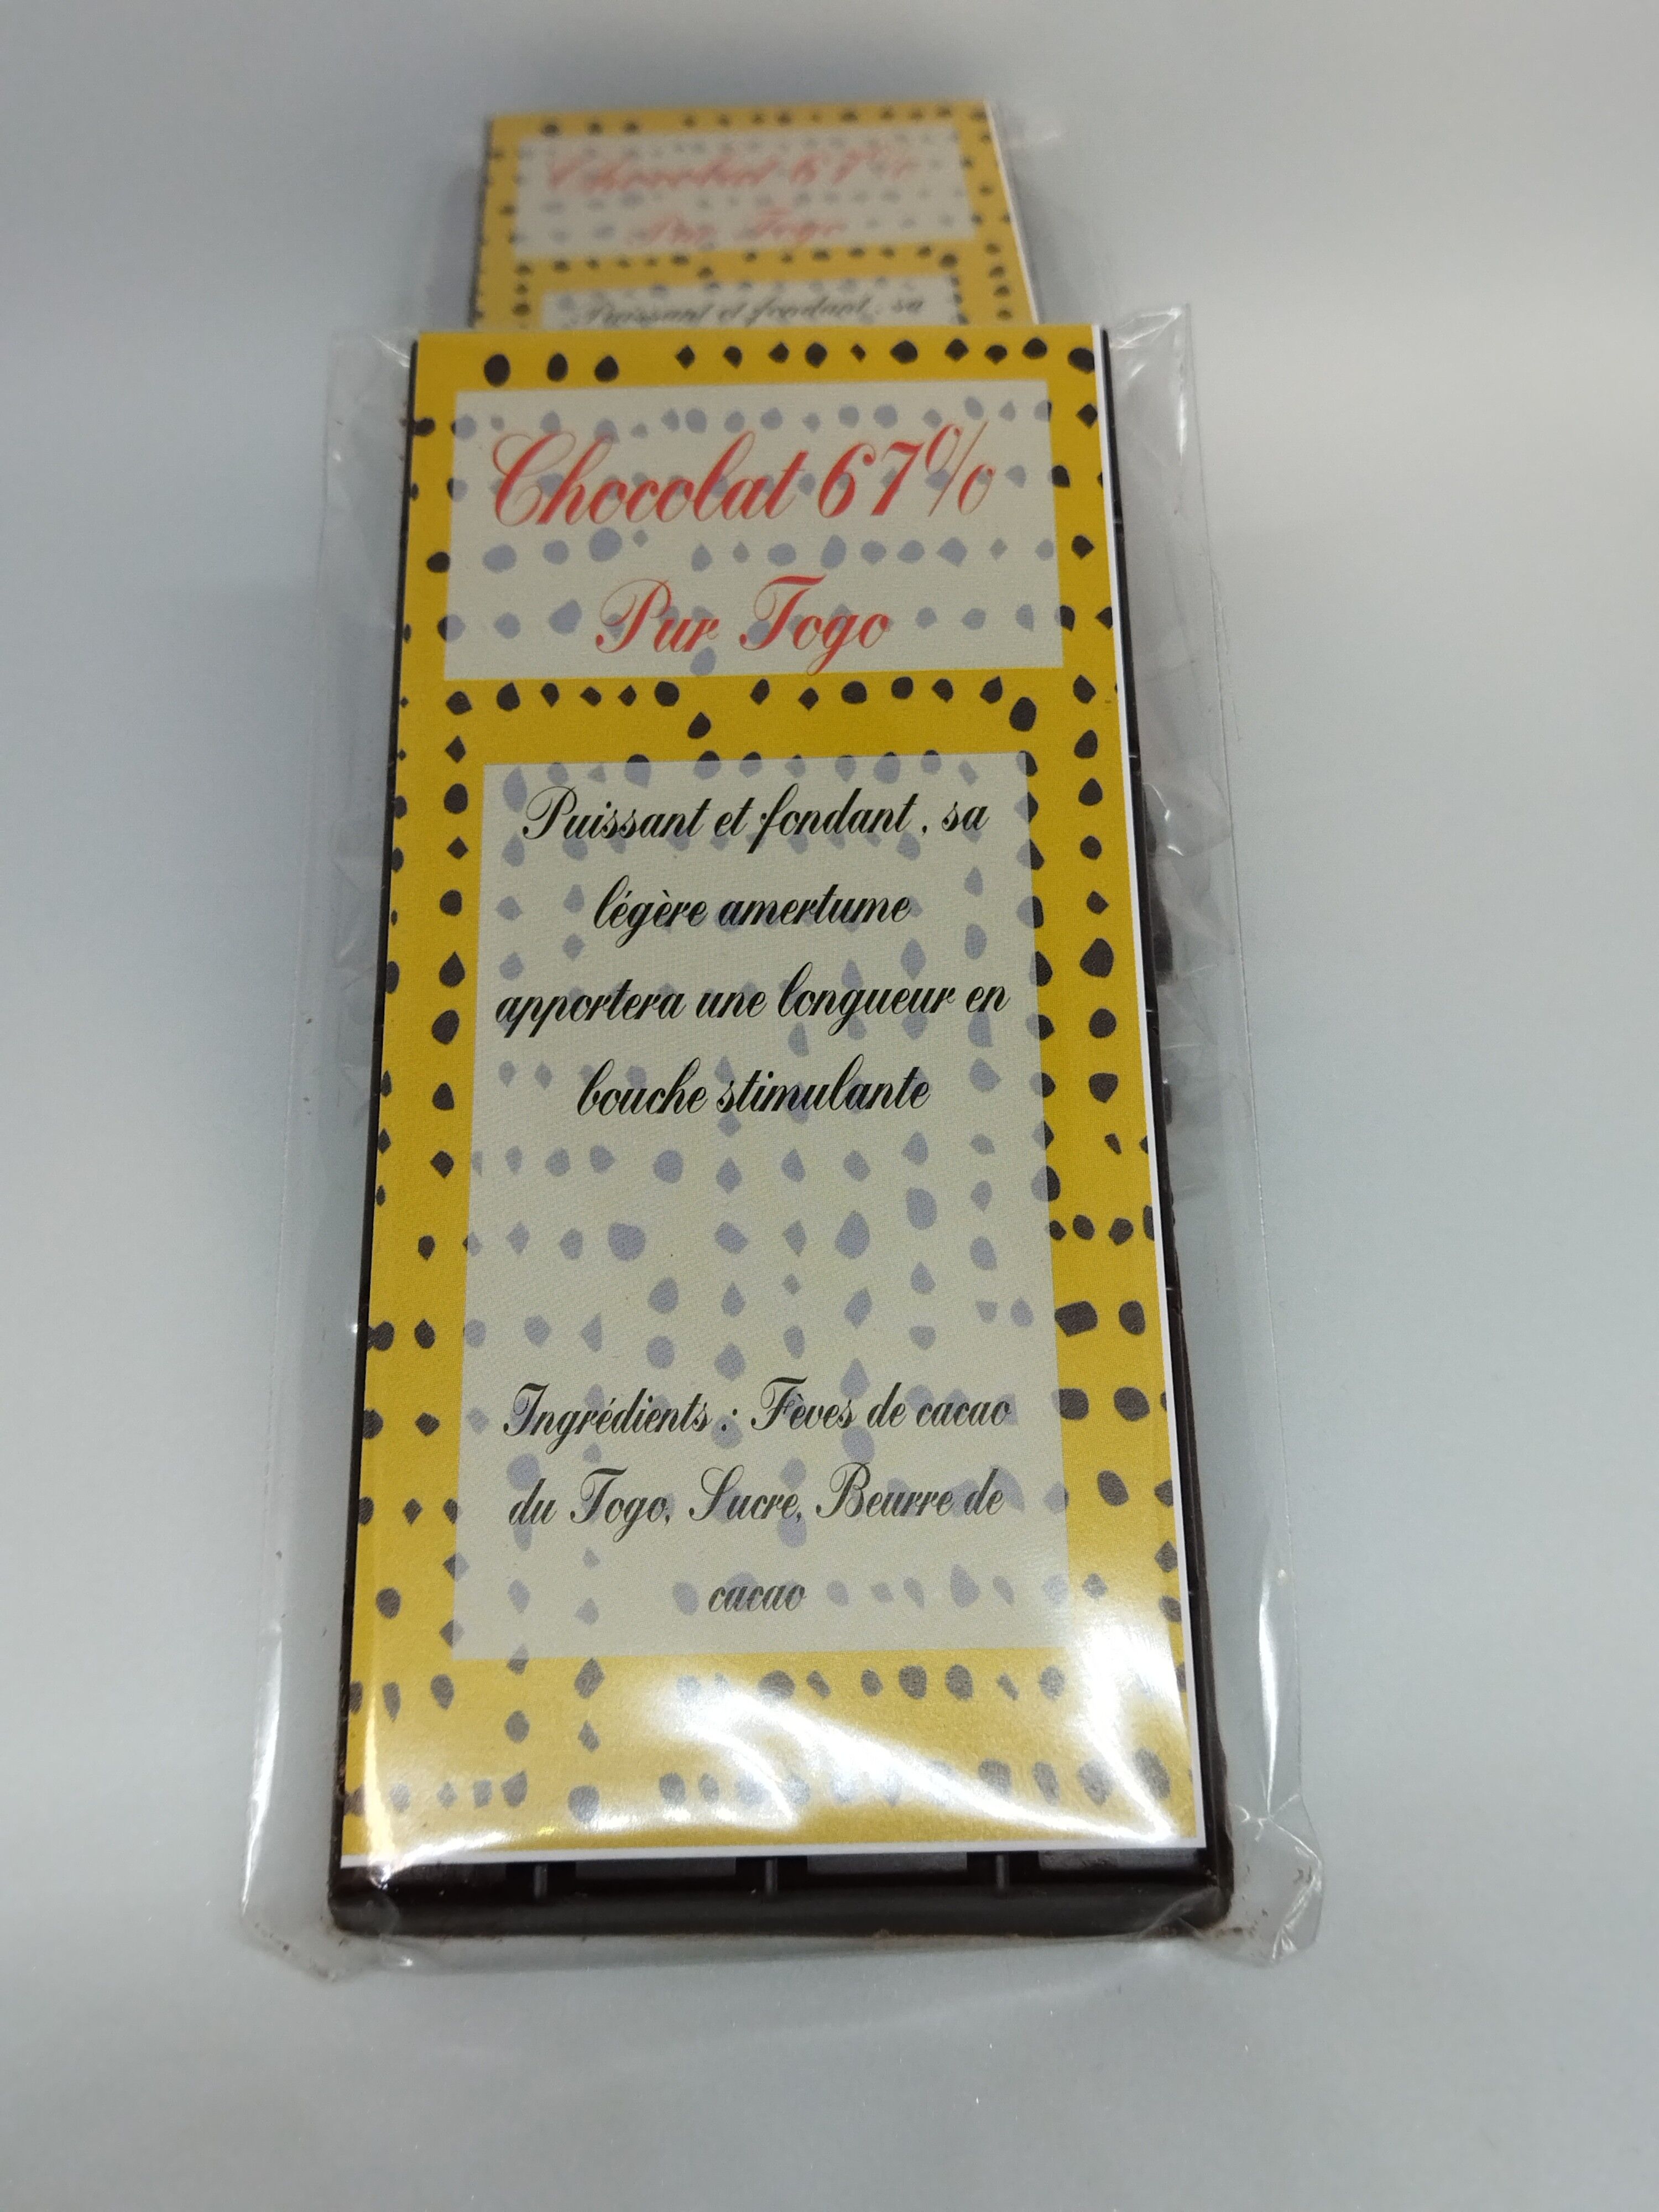 Chocolat 67%
Pur Togo
Puissant et fondant, sa
Chocolat 67%
Pur Togo
Puissant et fondant, sa
légère amertume
apportera une longueur en
bouche stimulante
Ingrédients : Fèves de cacao
du Togo, Sucre, Beurre de
cacao